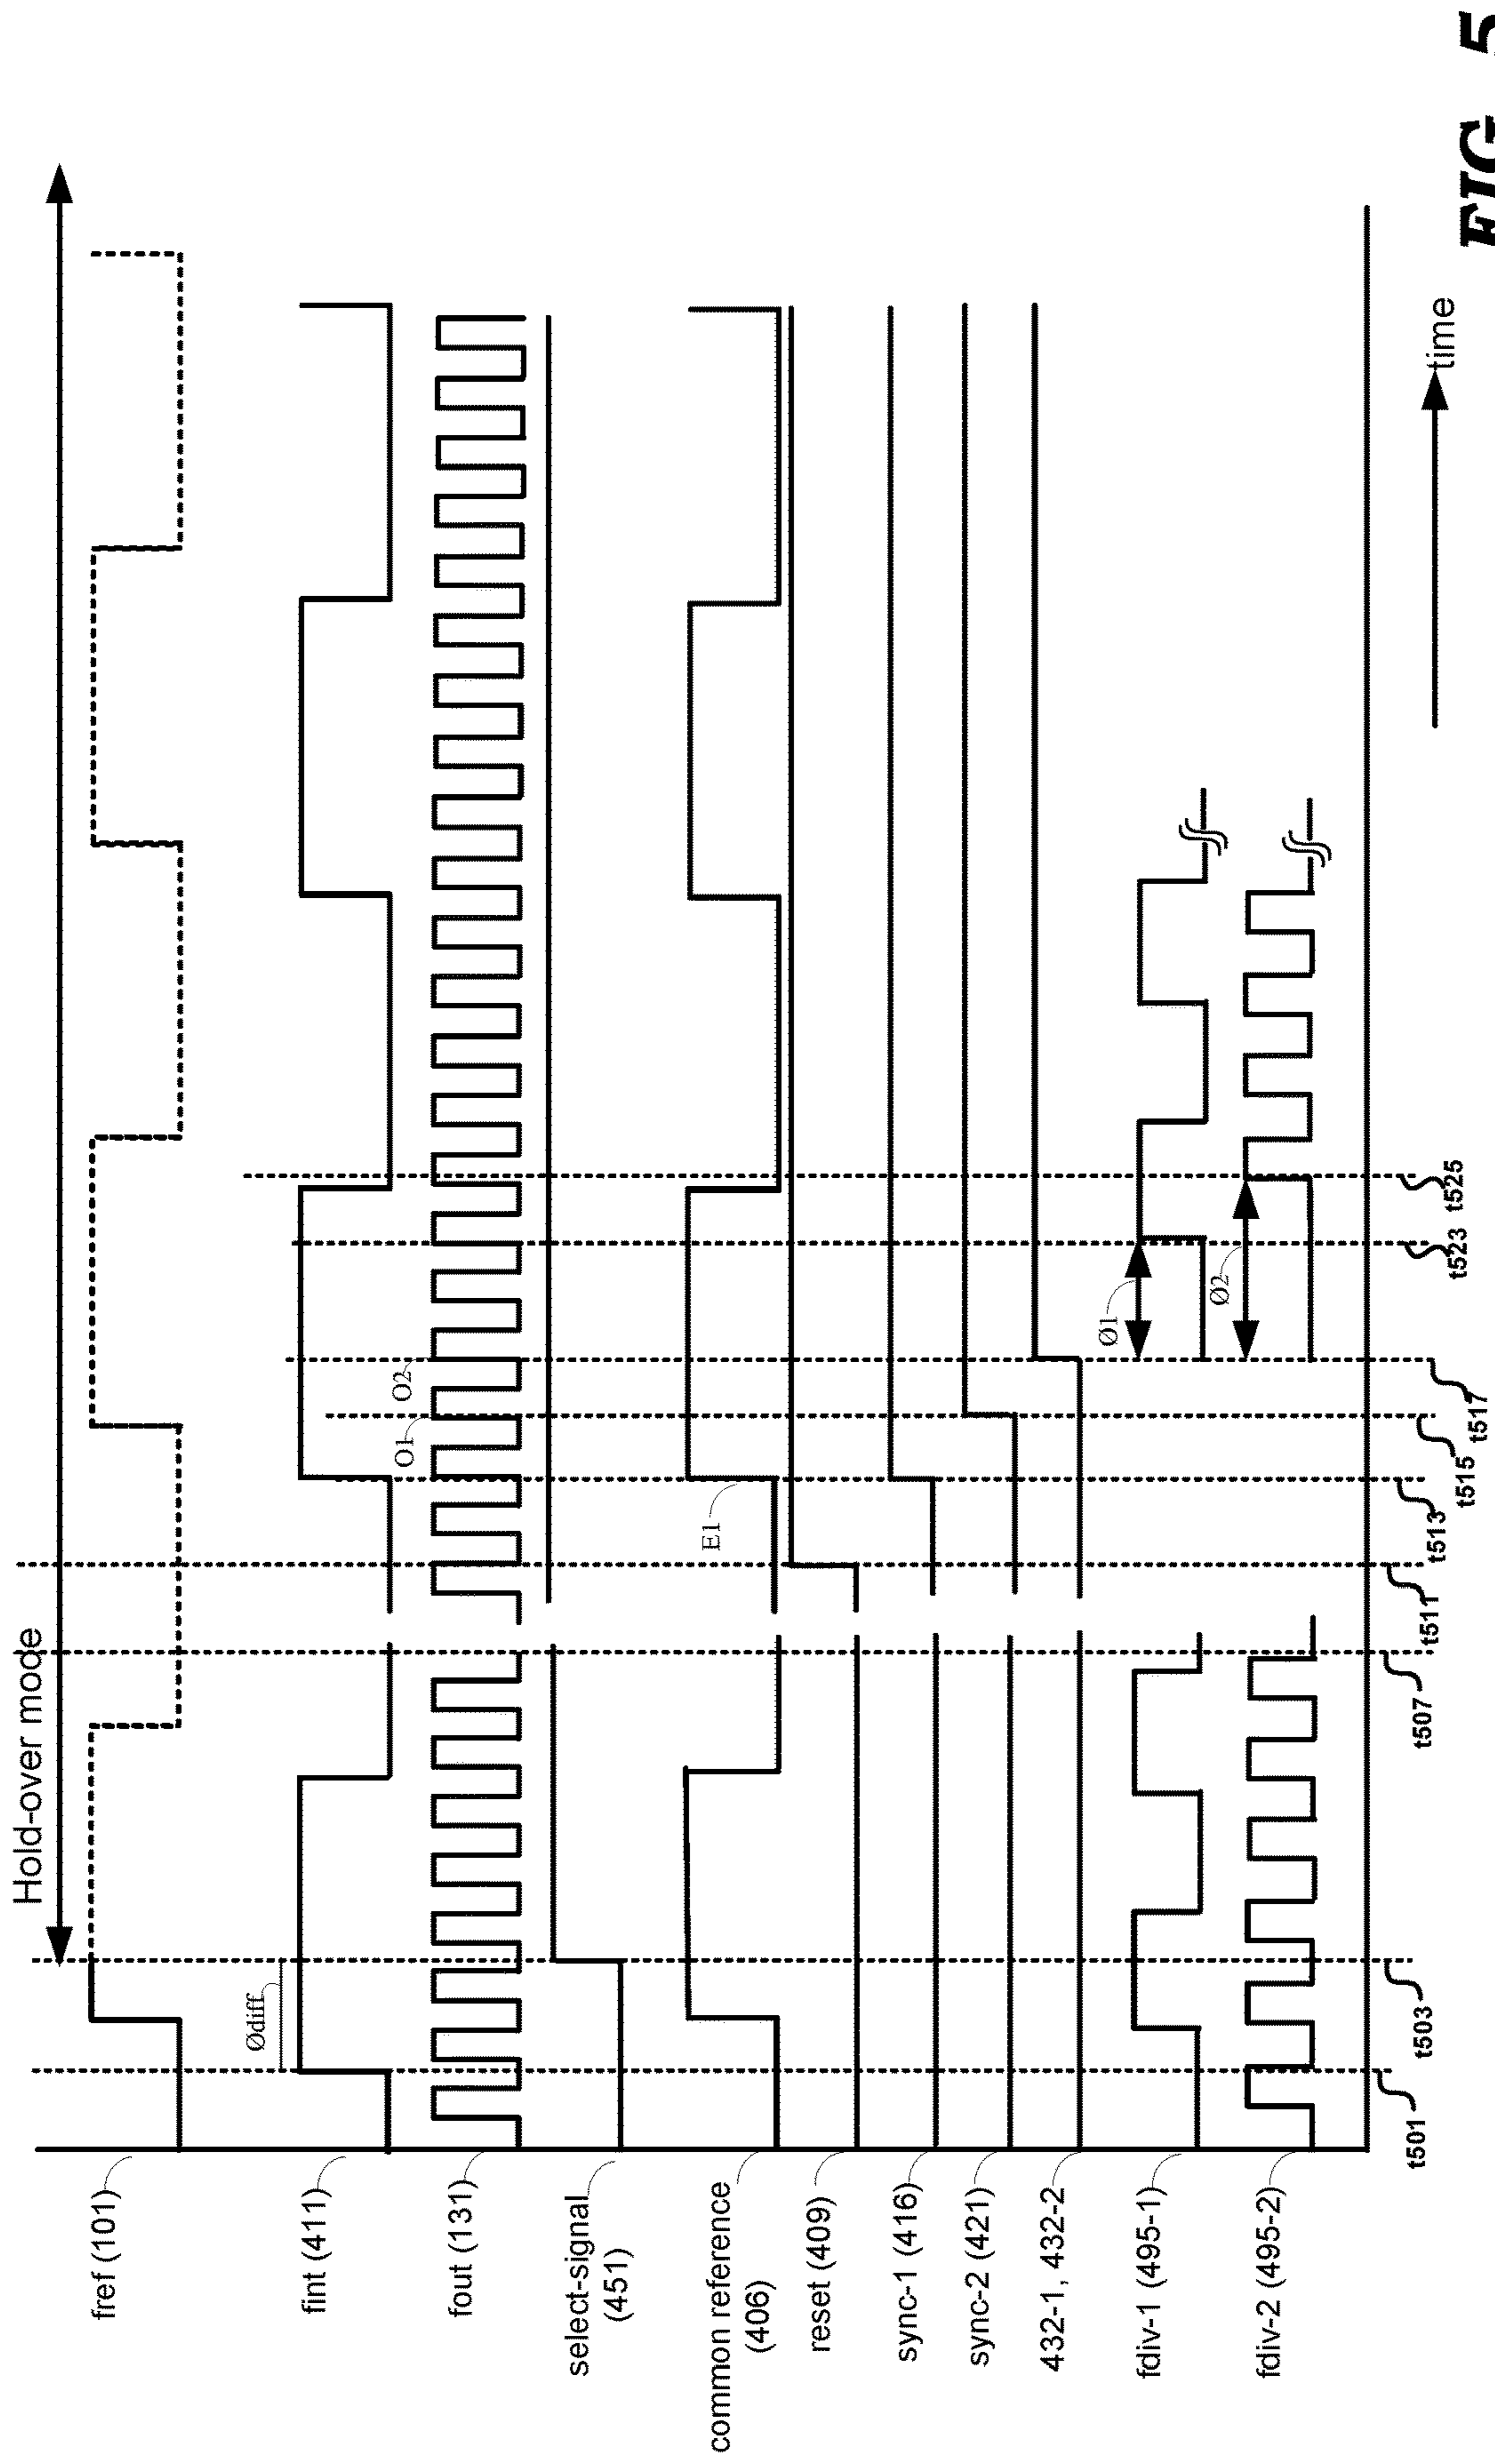 Hold-over mode
fref (101)
Ødiff
fint (411)
O1
O2
fout (131)
select-signal
(451)
E1
common reference
(406)
reset (409)
sync-1 (416)
sync-2 (421)
432-1, 432-2
Ø1
fdiv-1 (495-1)
Ø2
fdiv-2 (495-2)
t501
t503
t507
t511
t513
t515
t517
t523
t525
time
FIG. 5